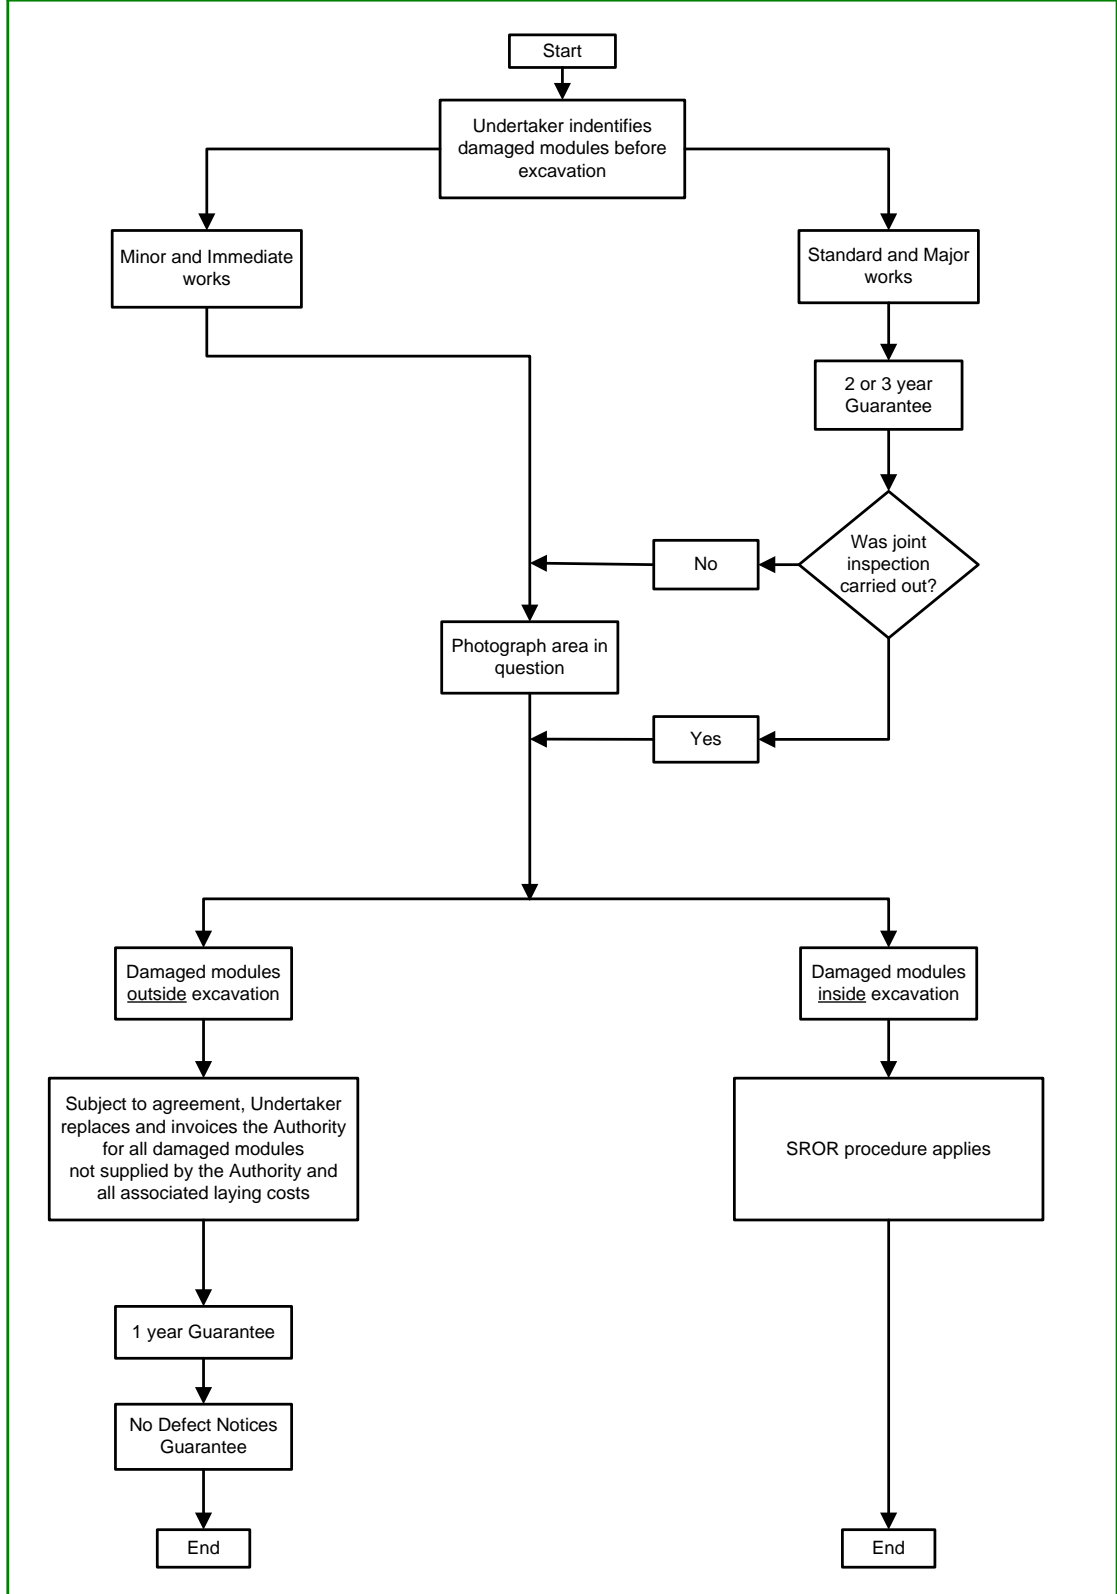 Start
Undertaker indentifies
damaged modules before
excavation
Minor and Immediate
works
Standard and Major
works
2 or 3 year
Guarantee
Was joint
inspection
carried out?
No
Photograph area in
question
Yes
Damaged modules
outside excavation
Damaged modules
inside excavation
Subject to agreement, Undertaker
replaces and invoices the Authority
for all damaged modules
not supplied by the Authority and
all associated laying costs
SROR procedure applies
1 year Guarantee
No Defect Notices
Guarantee
End
End